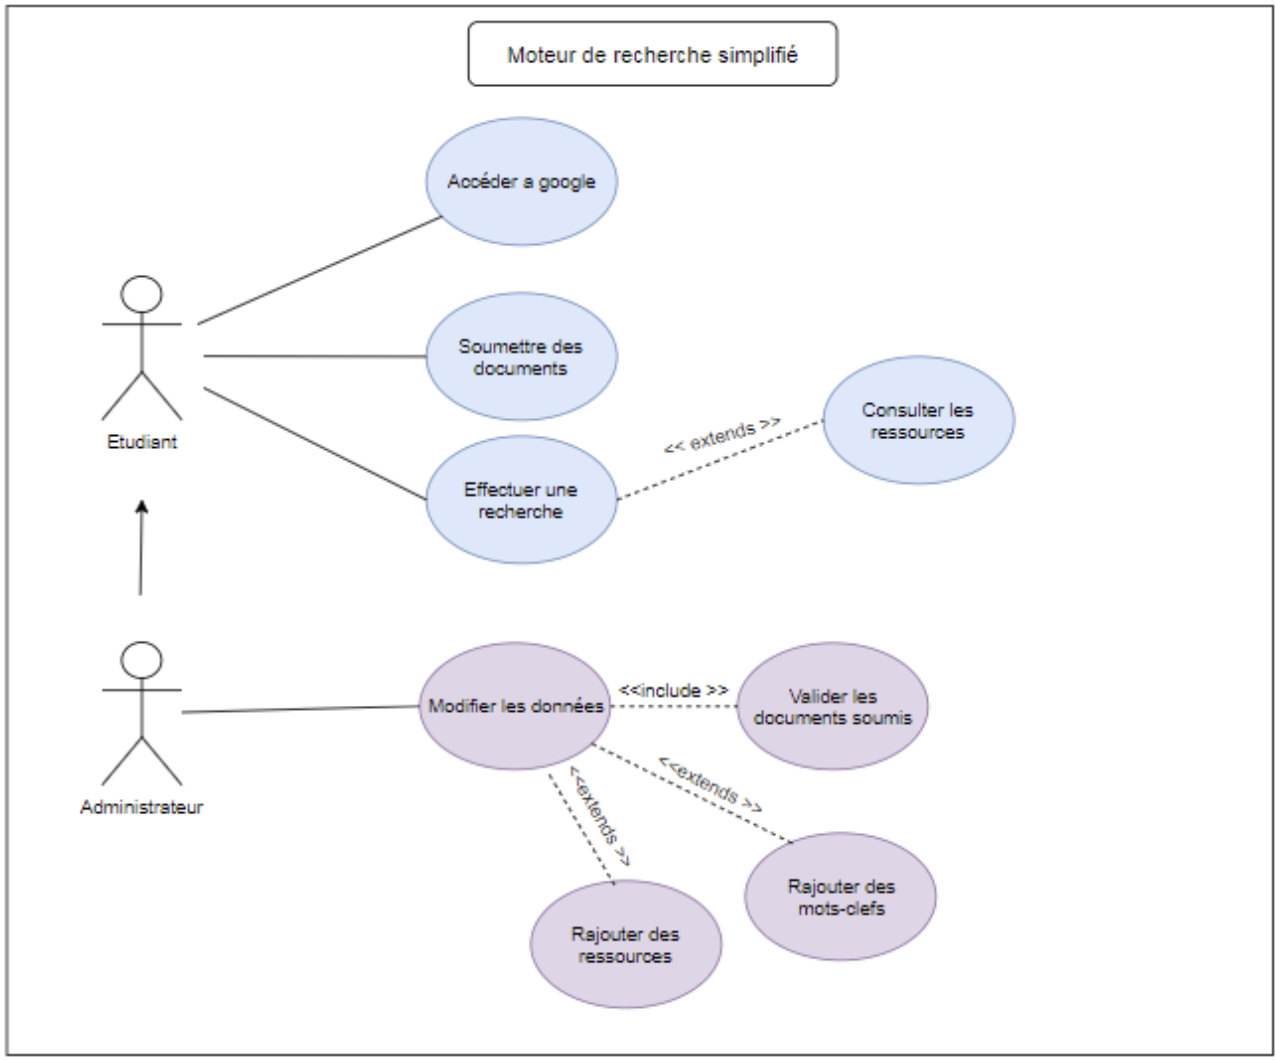 Moteur de recherche simplifié
Accéder a google
Soumettre des
documents
Consulter les
ressources
<< extends >>
Etudiant
Effectuer une
recherche
Modifier les données
<<include >>
Valider les
documents soumis
<<extends >>
<<extends >>
Administrateur
Rajouter des
mots-clefs
Rajouter des
ressources